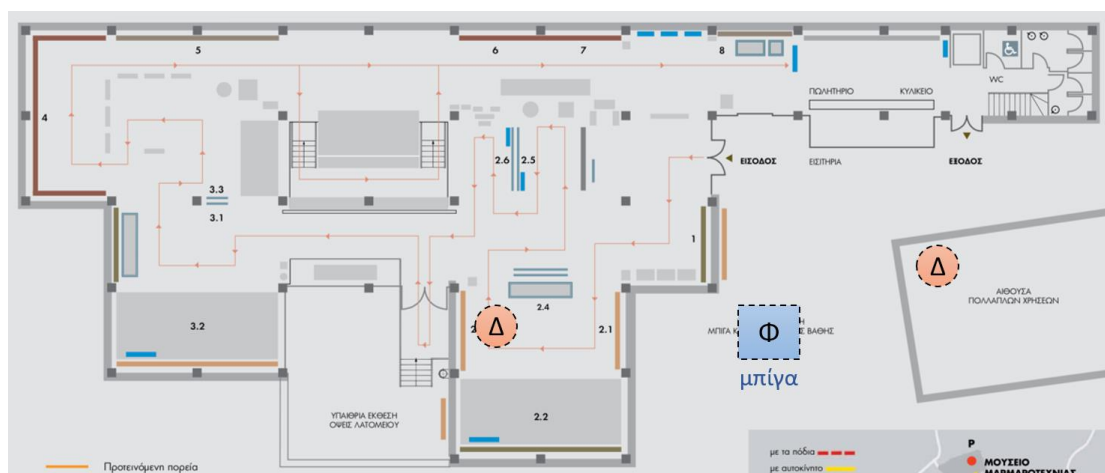 5
6
7
8
4
WC
ΠΩΛΗΤΗΡΙΟ
ΚΥΛΙΚΕΙΟ
2.6
2.5
ΕΙΣΟΔΟΣ
ΕΙΣΙΤΗΡΙΑ
ΕΞΟΔΟΣ
3.3
3.1
1
Δ
ΑΙΘΟΥΣΑ
ΠΟΛΛΑΠΛΩΝ ΧΡΗΣΕΩΝ
2.4
3.2
Δ
2.1
ΜΠΙΓΑ
Φ
ΒΑΘΗΣ
μπίγα
2.2
ΥΠΑΙΘΡΙΑ ΕΚΘΕΣΗ
ΟΨΕΙΣ ΛΑΤΟΜΕΙΟΥ
Προτεινόμενη πορεία
με τα πόδια
με αυτοκίνητο
P
ΜΟΥΣΕΙΟ
ΜΑΡΜΑΡΟΤΕΧΝΙΑΣ